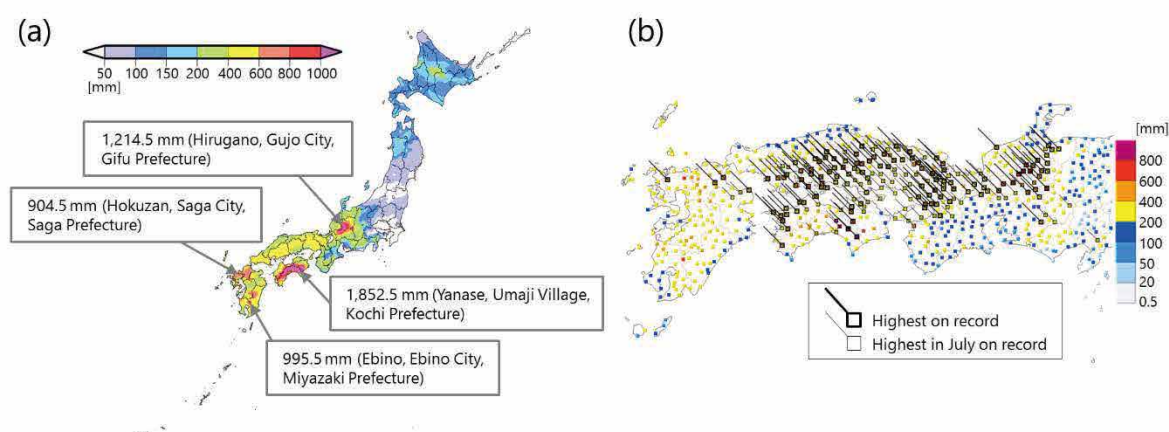 (a)
50 100 150 200 400 600 800 1000
[mm]
1,214.5 mm (Hirugano, Gujo City,
Gifu Prefecture)
904.5 mm (Hokuzan, Saga City,
Saga Prefecture)
1,852.5 mm (Yanase, Umaji Village,
Kochi Prefecture)
995.5 mm (Ebino, Ebino City,
Miyazaki Prefecture)
(b)
[mm]
800
600
400
200
100
50
20
0.5
Highest on record
Highest in July on record